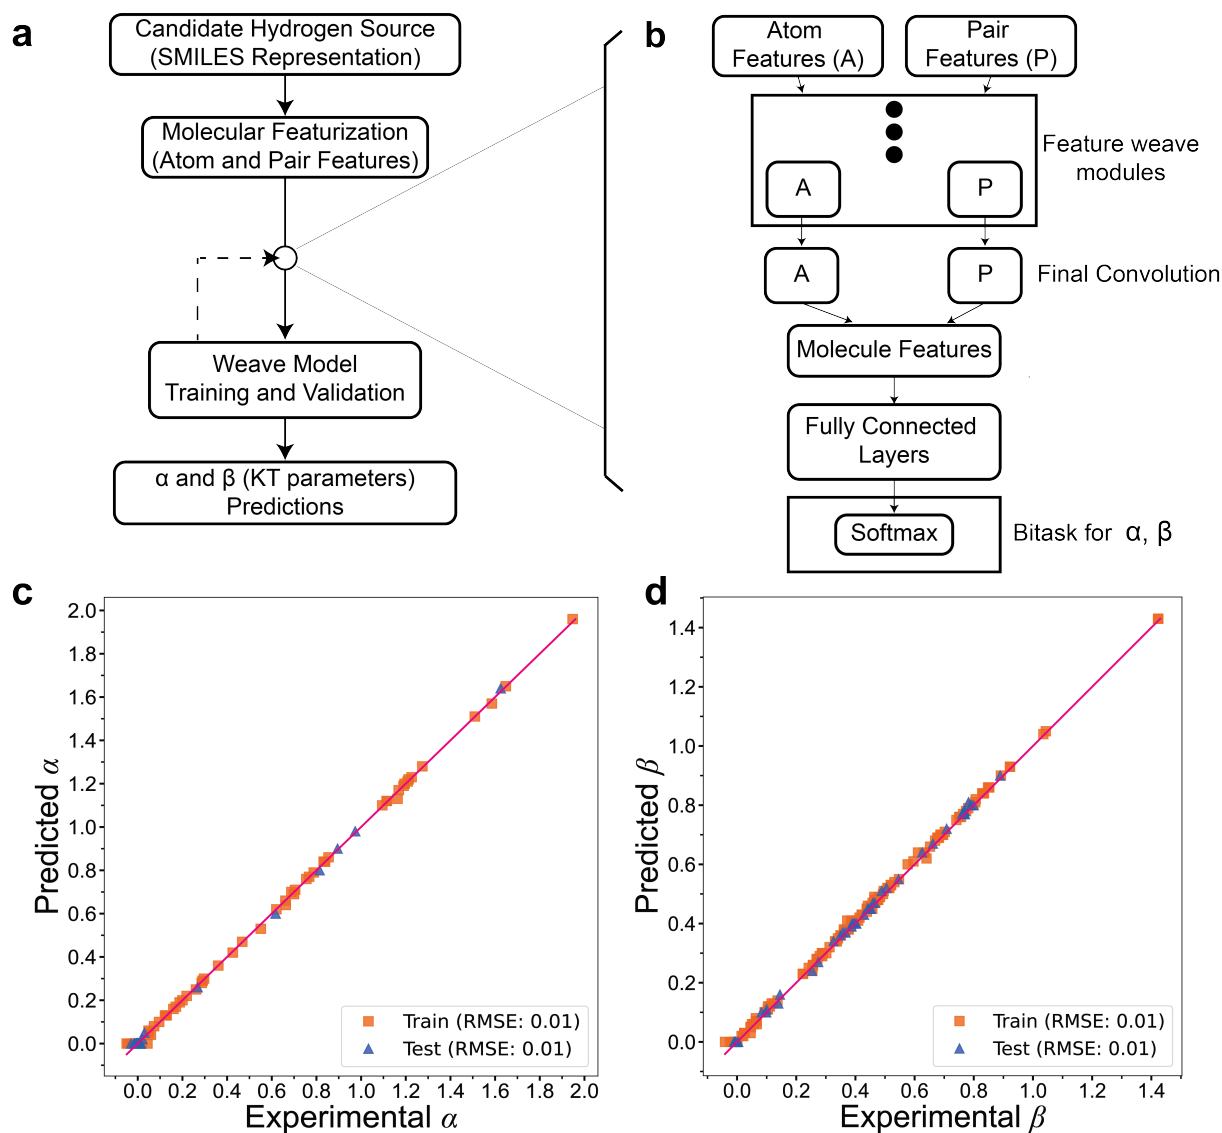 a
Candidate Hydrogen Source
(SMILES Representation)
Molecular Featurization
(Atom and Pair Features)
Weave Model
Training and Validation
α and β (KT parameters)
Predictions
b
Atom
Features (A)
Pair
Features (P)
A
P
Feature weave
modules
A
P
Final Convolution
Molecule Features
Fully Connected
Layers
Softmax
Bitask for α, β
c
2.0
1.8
1.6
1.4
1.2
1.0
0.8
0.6
0.4
0.2
0.0
Predicted α
Train (RMSE: 0.01)
Test (RMSE: 0.01)
0.0 0.2 0.4 0.6 0.8 1.0 1.2 1.4 1.6 1.8 2.0
Experimental α
d
1.4
1.2
1.0
0.8
0.6
0.4
0.2
0.0
Predicted β
Train (RMSE: 0.01)
Test (RMSE: 0.01)
0.0 0.2 0.4 0.6 0.8 1.0 1.2 1.4
Experimental β